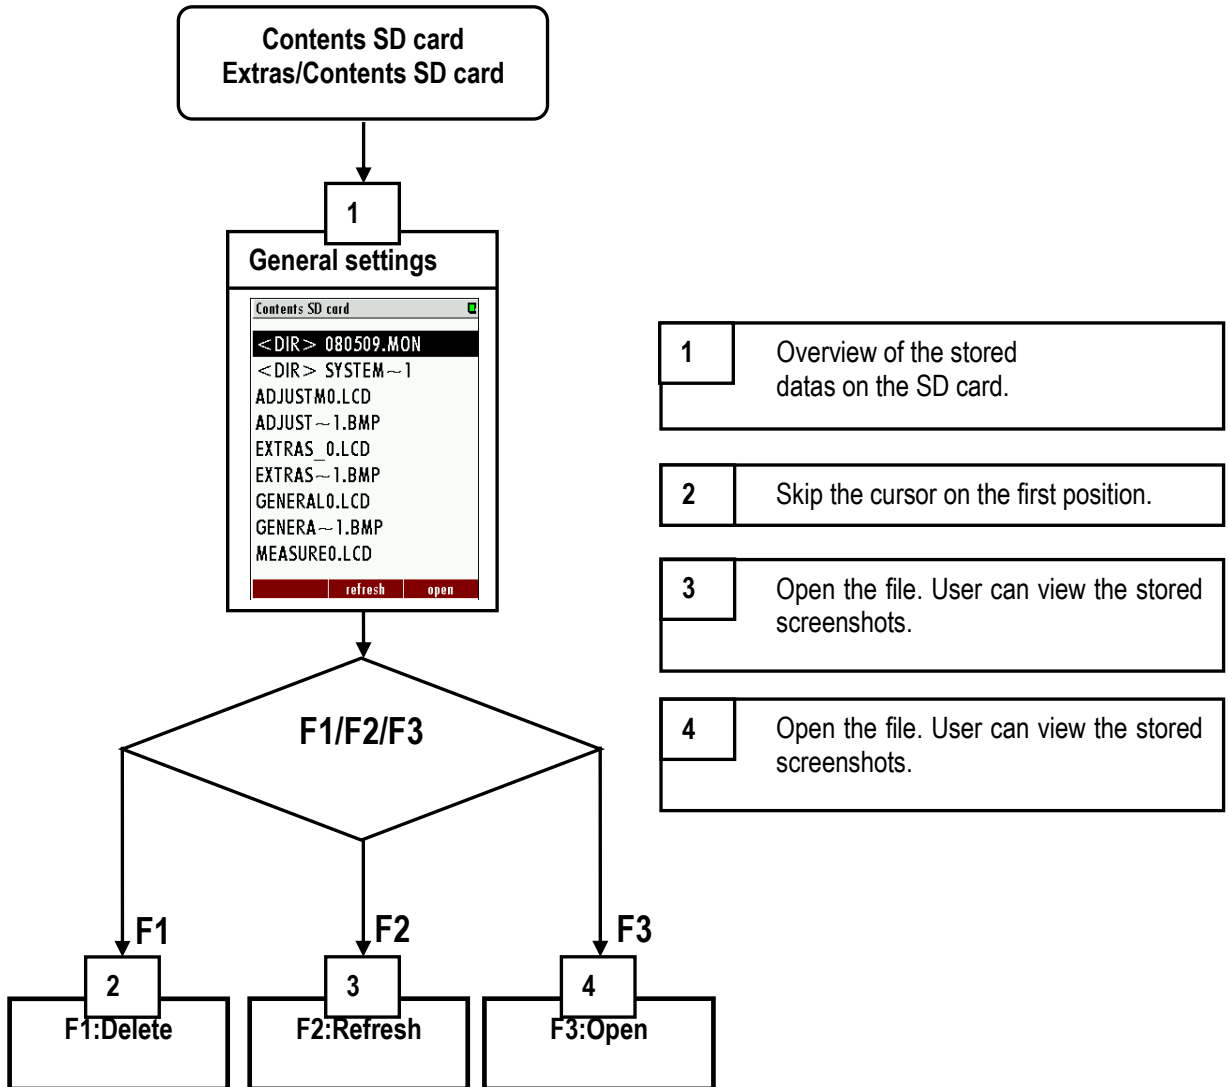 Contents SD card
Extras/Contents SD card
1
General settings
Contents SD card
<DIR> 080509.MON
<DIR> SYSTEM~1
ADJUSTM0.LCD
ADJUST~1.BMP
EXTRAS_0.LCD
EXTRAS~1.BMP
GENERAL0.LCD
GENERA~1.BMP
MEASURE0.LCD
refresh open
F1/F2/F3
F1 F2 F3
2 3 4
F1:Delete F2:Refresh F3:Open
1 Overview of the stored
datas on the SD card.
2 Skip the cursor on the first position.
3 Open the file. User can view the stored
screenshots.
4 Open the file. User can view the stored
screenshots.